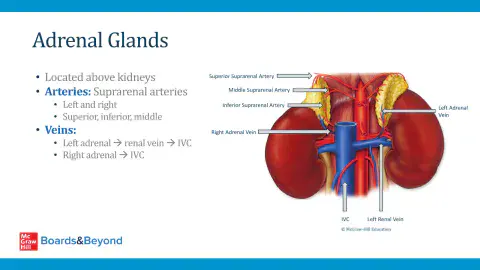 Adrenal Glands
• Located above kidneys
• Arteries: Suprarenal arteries
• Left and right
• Superior, inferior, middle
• Veins:
• Left adrenal → renal vein → IVC
• Right adrenal → IVC
Superior Suprarenal Artery
Middle Suprarenal Artery
Inferior Suprarenal Artery
Right Adrenal Vein
Left Adrenal
Vein
IVC
Left Renal Vein
© McGraw-Hill Education
Mc
Graw
Hill
Boards&Beyond